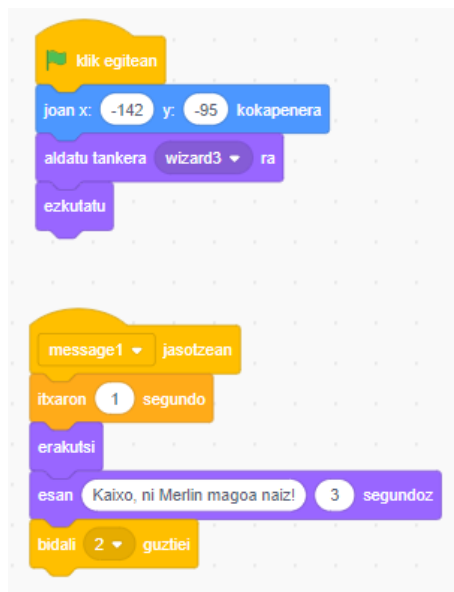 klik egitean
joan x: -142 y: -95 kokapenera
aldatu tankera wizard3 ra
ezkutatu
message1 jasotzean
itxaron 1 segundo
erakutsi
esan Kaixo, ni Merlin magoa naiz! 3 segundoz
bidali 2 guztiei